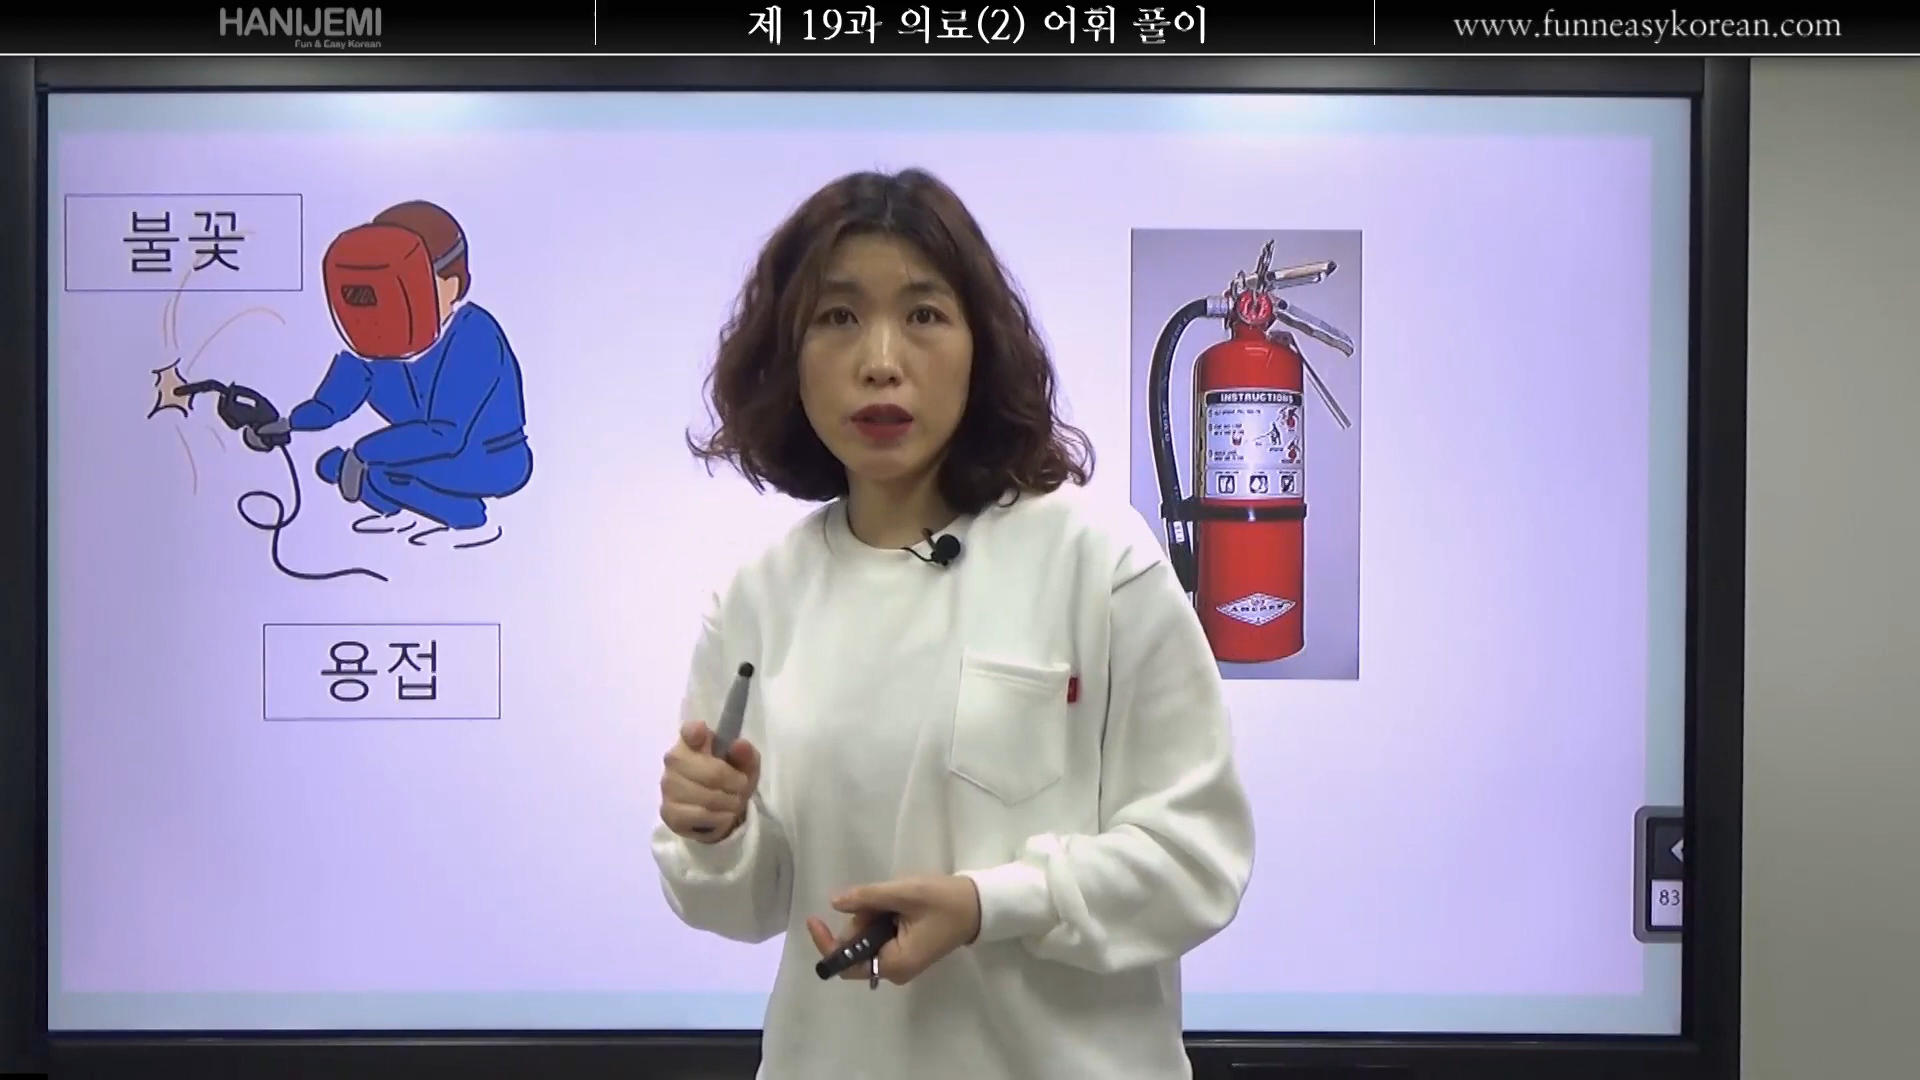 HANIJEMI
Fun & Easy Korean
제 19과 의료(2) 어휘 풀이
www.funneasykorean.com
불꽃
용접
INSTRUCTIONS
83